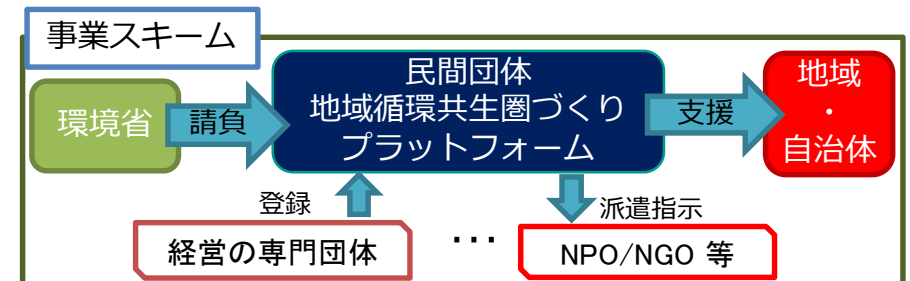 事業スキーム
環境省
請負
民間団体
地域循環共生圏づくり
プラットフォーム
支援
地域
・
自治体
登録
派遣指示
経営の専門団体
･･･
NPO/NGO 等